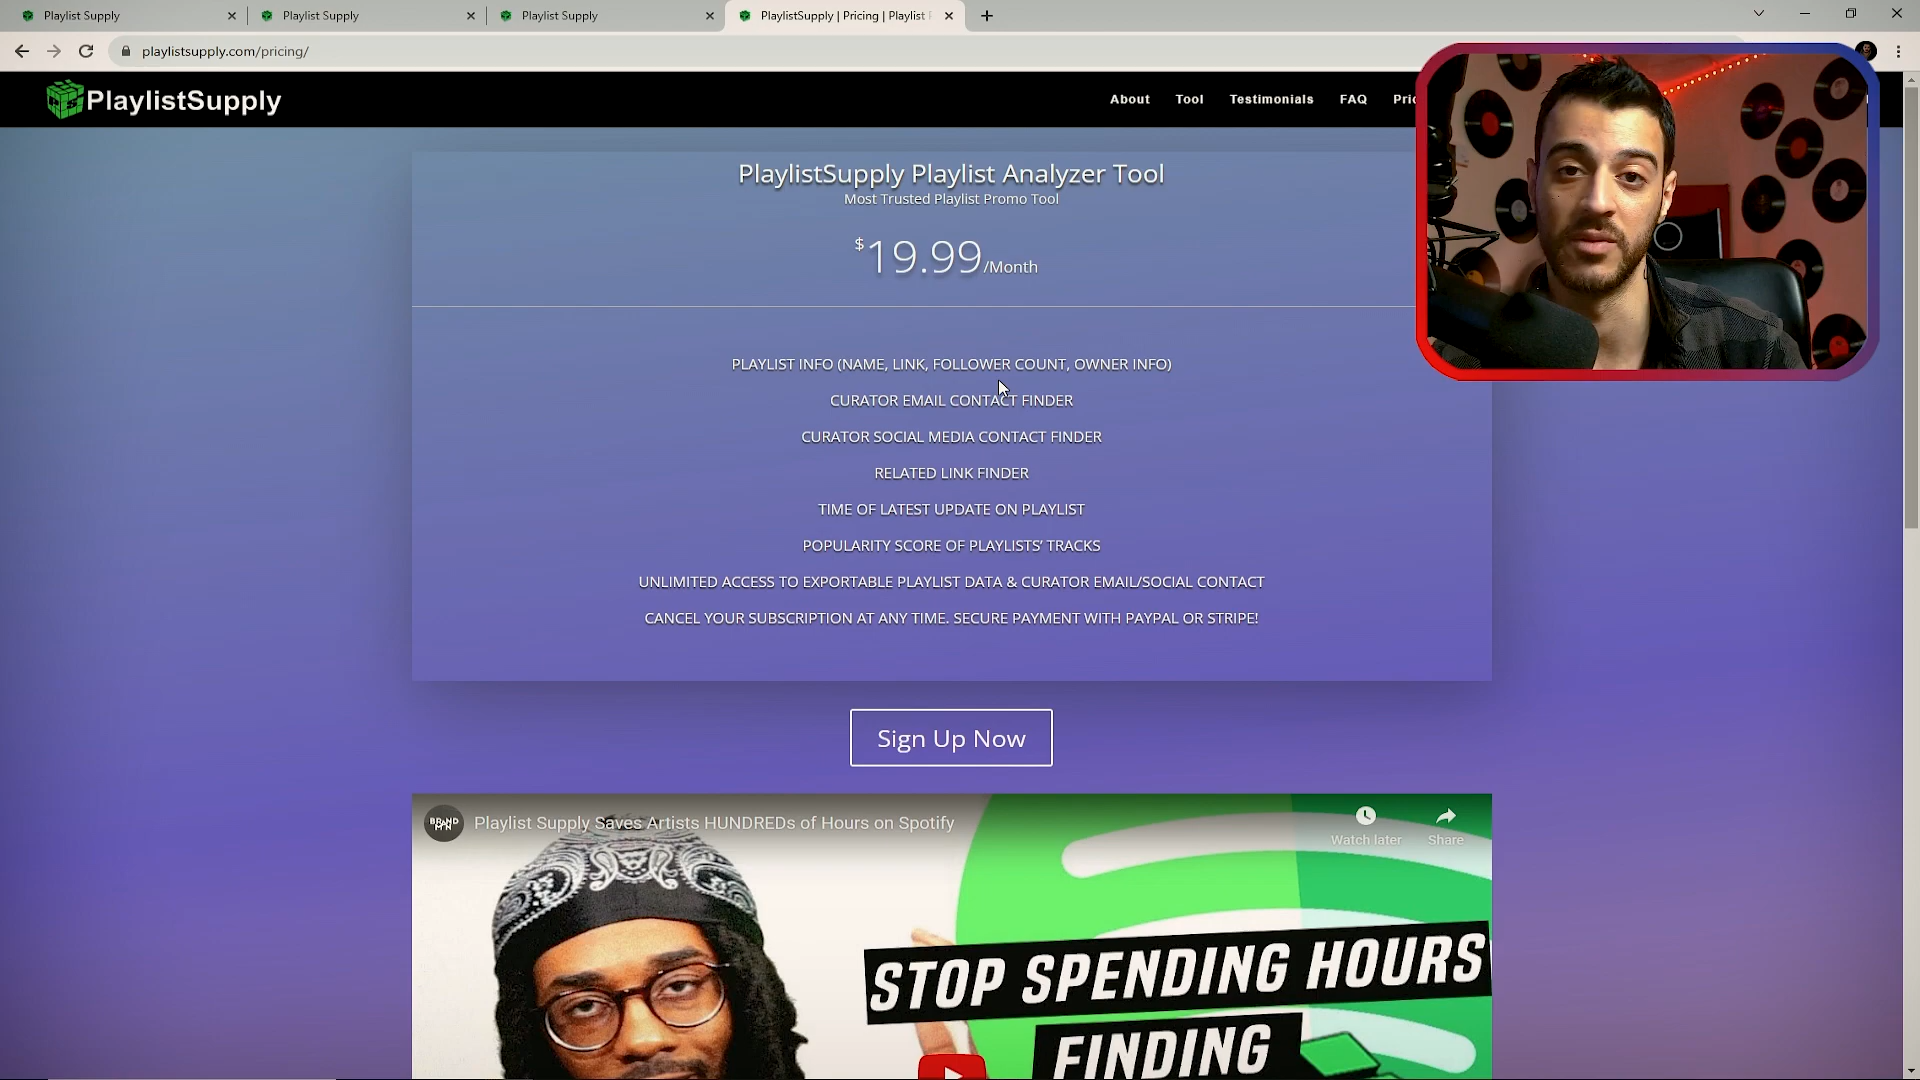 Playlist Supply
Playlist Supply
Playlist Supply
PlaylistSupply | Pricing | Playlist
playlistsupply.com/pricing/
PlaylistSupply
About Tool Testimonials FAQ Pric
PlaylistSupply Playlist Analyzer Tool
Most Trusted Playlist Promo Tool
$19.99/Month
PLAYLIST INFO (NAME, LINK, FOLLOWER COUNT, OWNER INFO)
CURATOR EMAIL CONTACT FINDER
CURATOR SOCIAL MEDIA CONTACT FINDER
RELATED LINK FINDER
TIME OF LATEST UPDATE ON PLAYLIST
POPULARITY SCORE OF PLAYLISTS' TRACKS
UNLIMITED ACCESS TO EXPORTABLE PLAYLIST DATA & CURATOR EMAIL/SOCIAL CONTACT
CANCEL YOUR SUBSCRIPTION AT ANY TIME. SECURE PAYMENT WITH PAYPAL OR STRIPE!
Sign Up Now
BRAND MAN
Playlist Supply Saves Artists HUNDREDs of Hours on Spotify
Watch later
Share
STOP SPENDING HOURS
FINDING